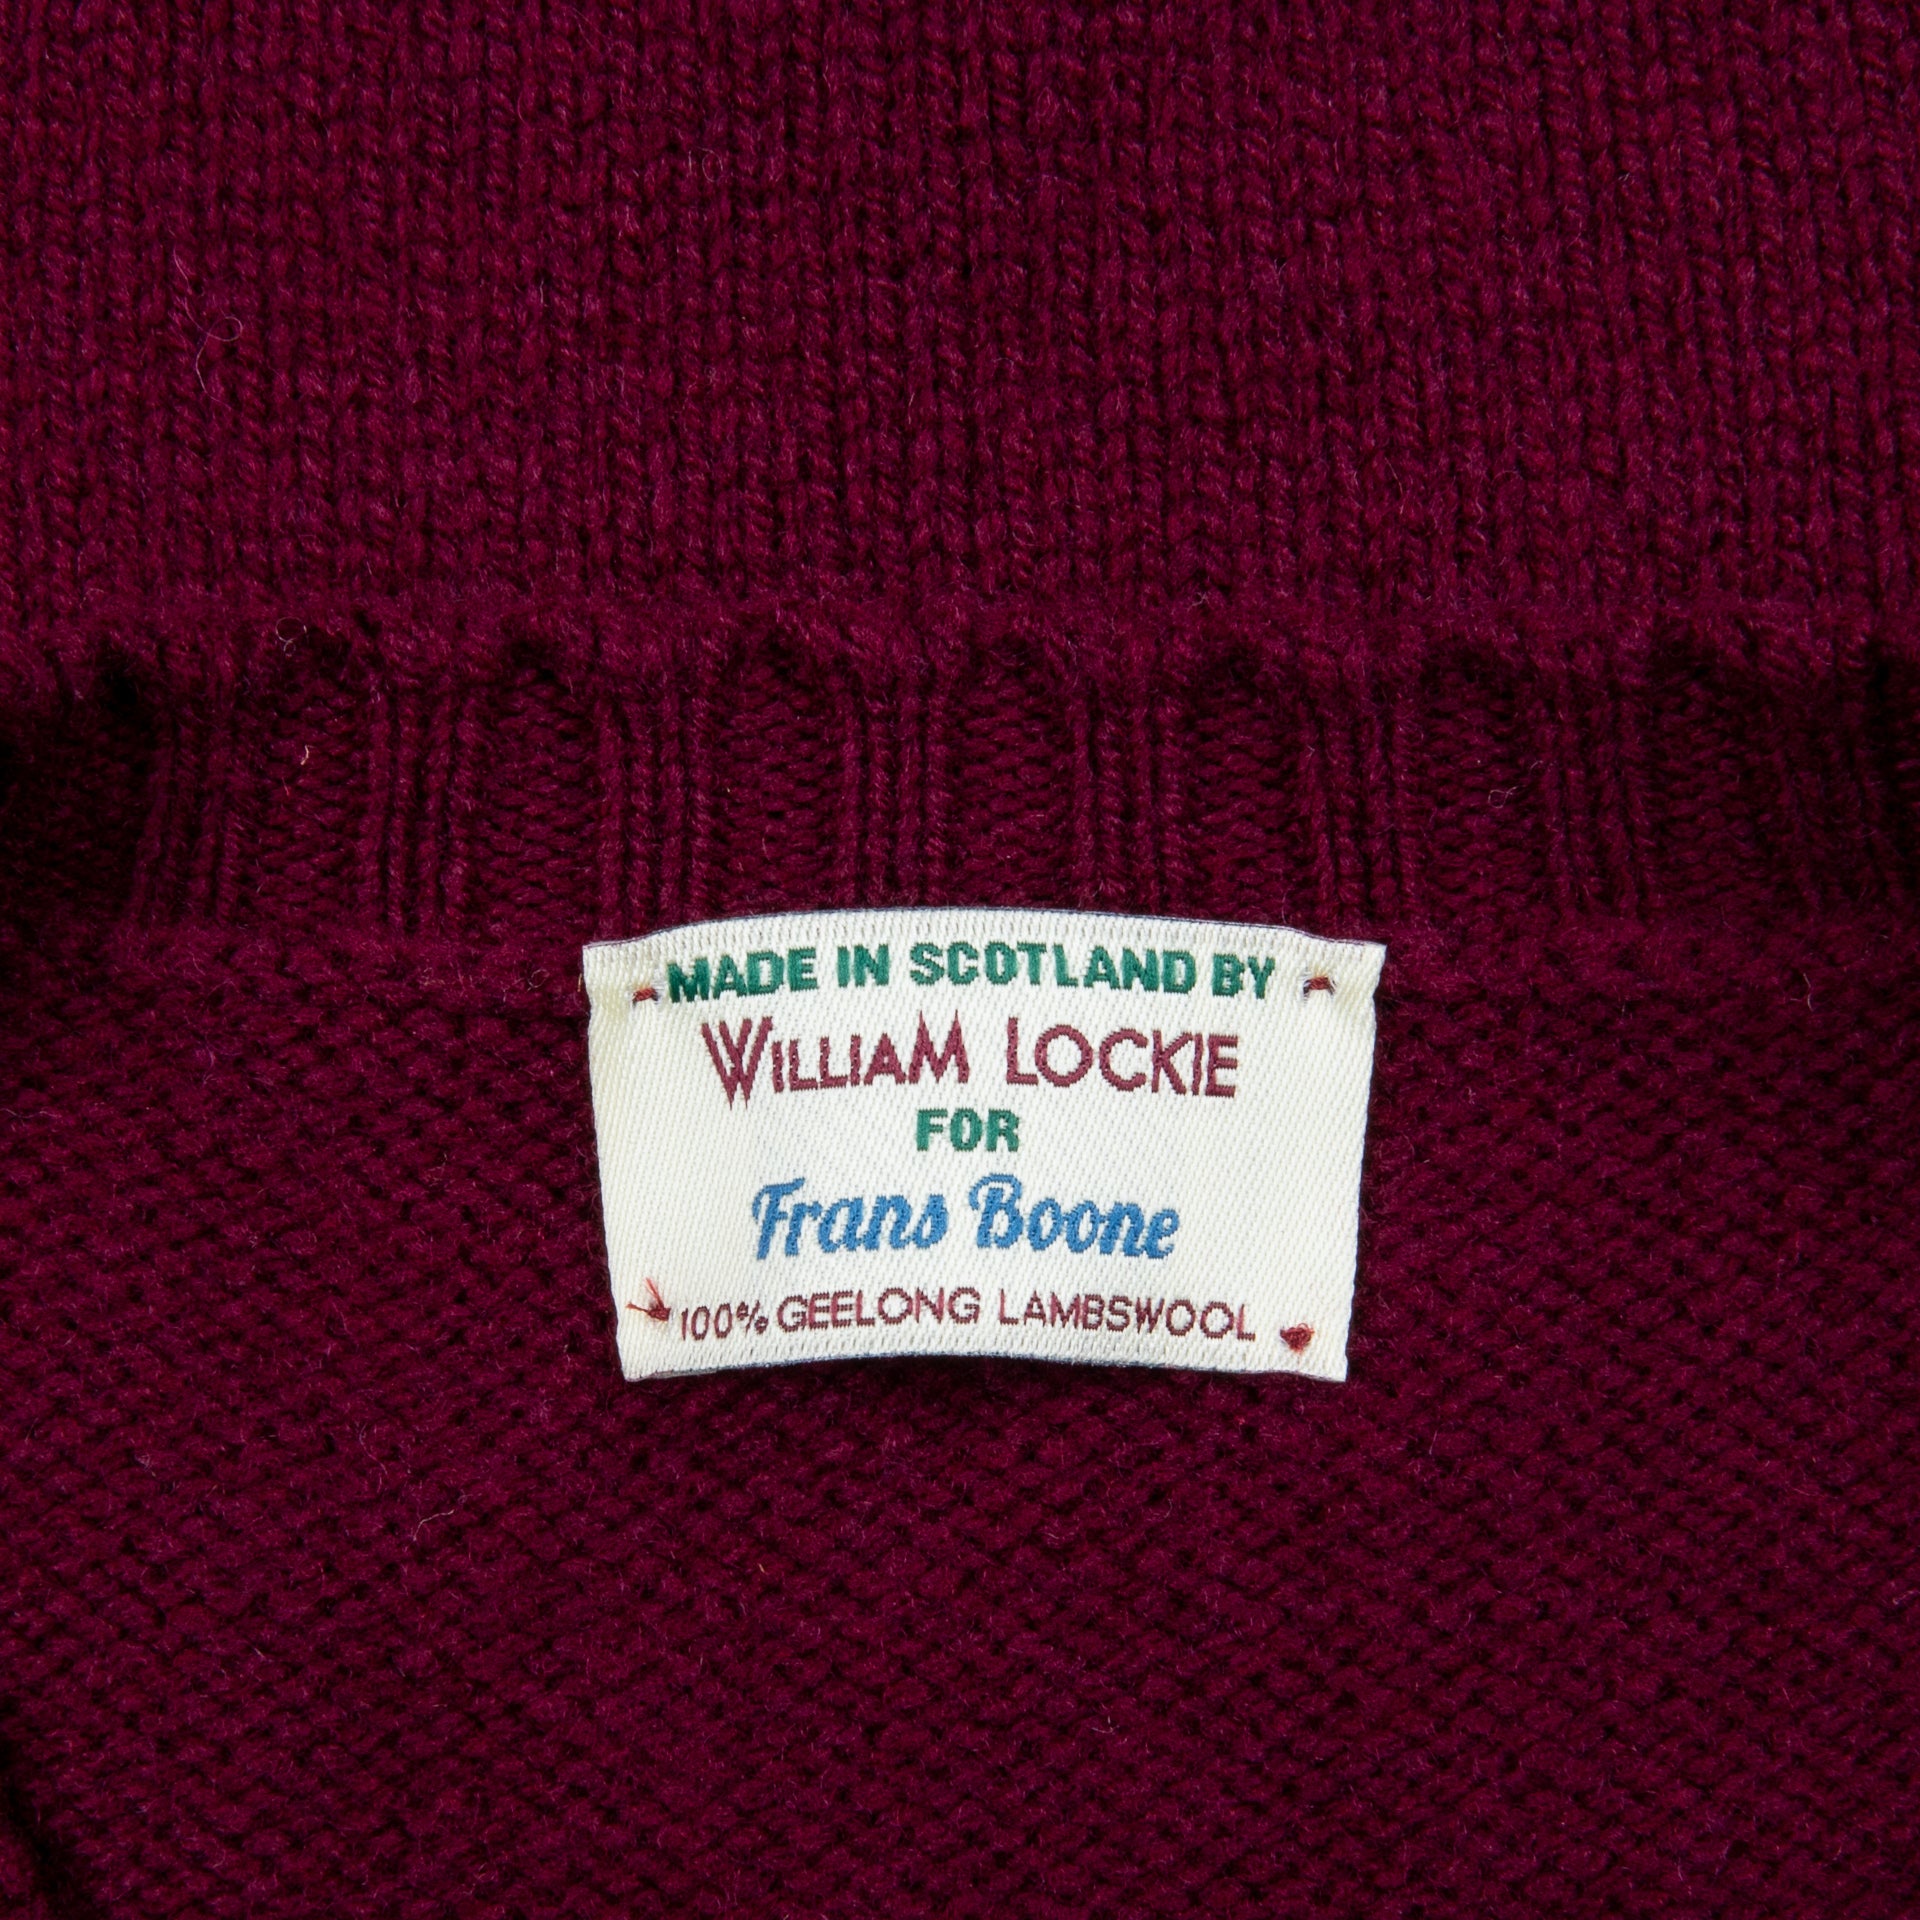 MADE IN SCOTLAND BY
WILLIAM LOCKIE
FOR
Frans Boone
100% GEELONG LAMBSWOOL